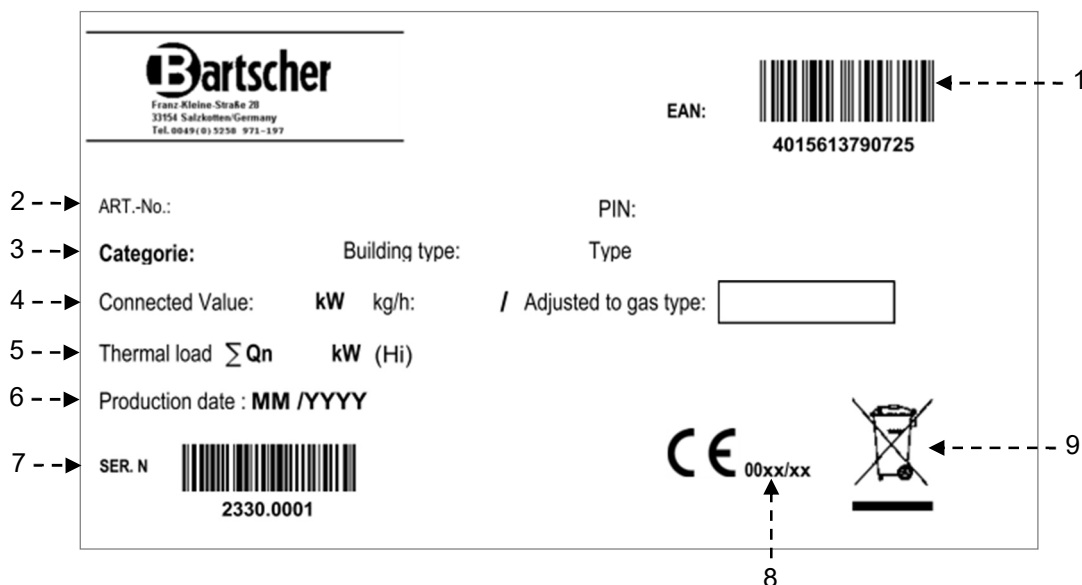 Bartscher
Franz-Kleine-Straße 28
33154 Salzkotten/Germany
Tel. 0049(0)5258 971-197
EAN:
1
4015613790725
2 ART.-No.: PIN:
3 Categorie: Building type: Type
4 Connected Value: kW kg/h: / Adjusted to gas type:
5 Thermal load ∑ Qn kW (Hi)
6 Production date : MM /YYYY
7 SER. N
2330.0001
CE 00xx/xx
9
8